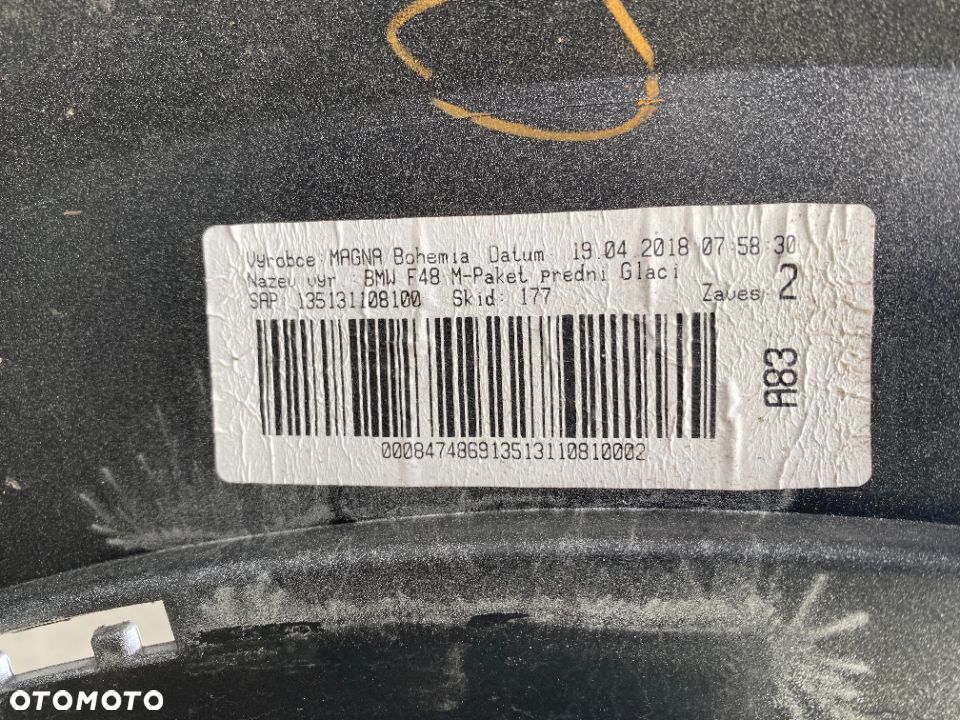 Vyrobce: MAGNA Bohemia Datum: 19.04.2018 07:58:30
Nazev vyr.: BMW F48 M-Paket predni Glaci
SAP: 135131108100 Skid: 177 Zaves: 2
A83
000847486913513110810002
OTOMOTO